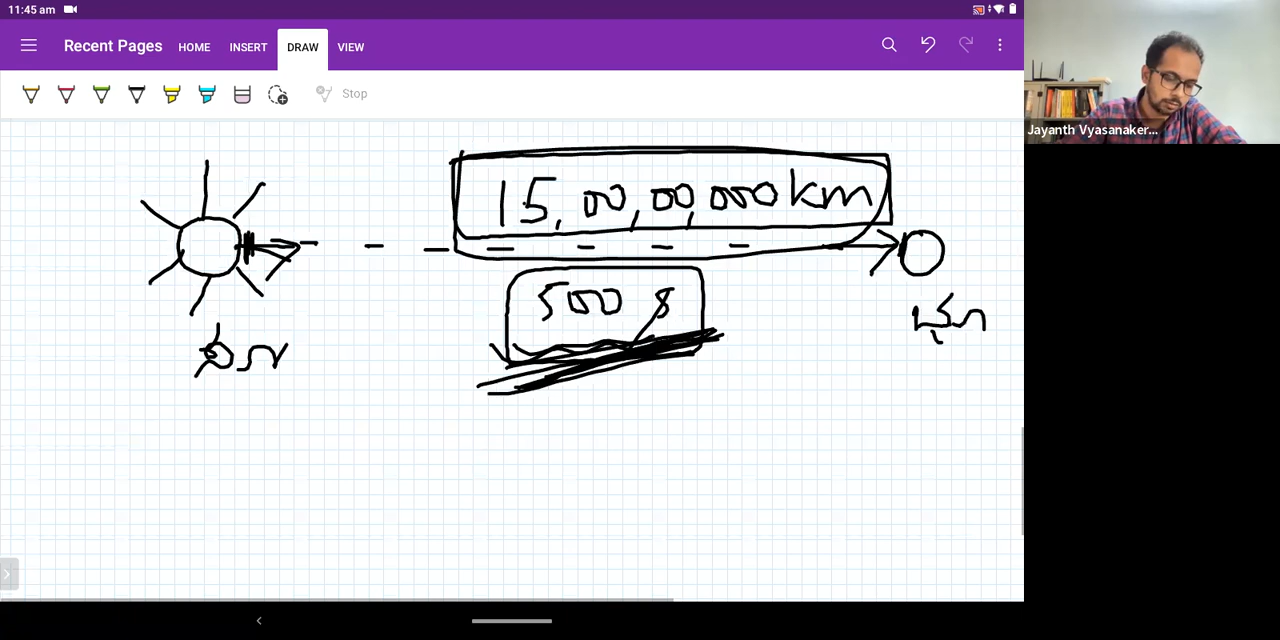 11:45 am
Recent Pages HOME INSERT DRAW VIEW
Stop
Jayanth Vyasanaker...
15,00,00,000 km
500 s